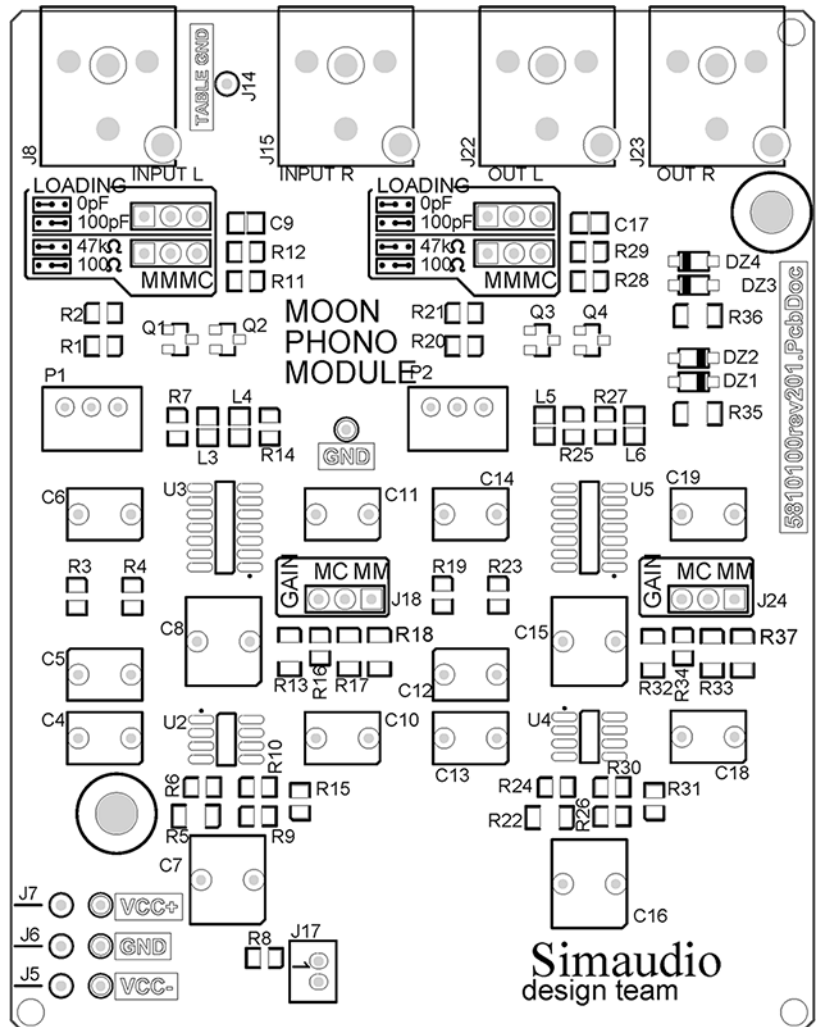 J8
TABLE GND
J14
J15
J22
J23
INPUT L
INPUT R
OUT L
OUT R
LOADING
0pF
100pF
47kΩ
100Ω
MMMC
C9
R12
R11
LOADING
0pF
100pF
47kΩ
100Ω
MMMC
C17
R29
R28
DZ4
DZ3
R36
DZ2
DZ1
R35
5810100rev201.PcbDoc
R2
R1
Q1
Q2
MOON
PHONO
MODULE
R21
R20
Q3
Q4
P1
P2
R7
L4
L3
R14
GND
L5
R27
R25
L6
C6
U3
C11
C14
U5
C19
R3
R4
GAIN
MC MM
J18
R19
R23
GAIN
MC MM
J24
C8
R18
R13
R16
R17
C15
R37
R32
R34
R33
C5
C12
C4
U2
C10
C13
U4
C18
R6
R10
R15
R5
R9
R24
R30
R31
R22
R26
C7
C16
J7
VCC+
J6
GND
J5
VCC-
R8
J17
1
Simaudio
design team